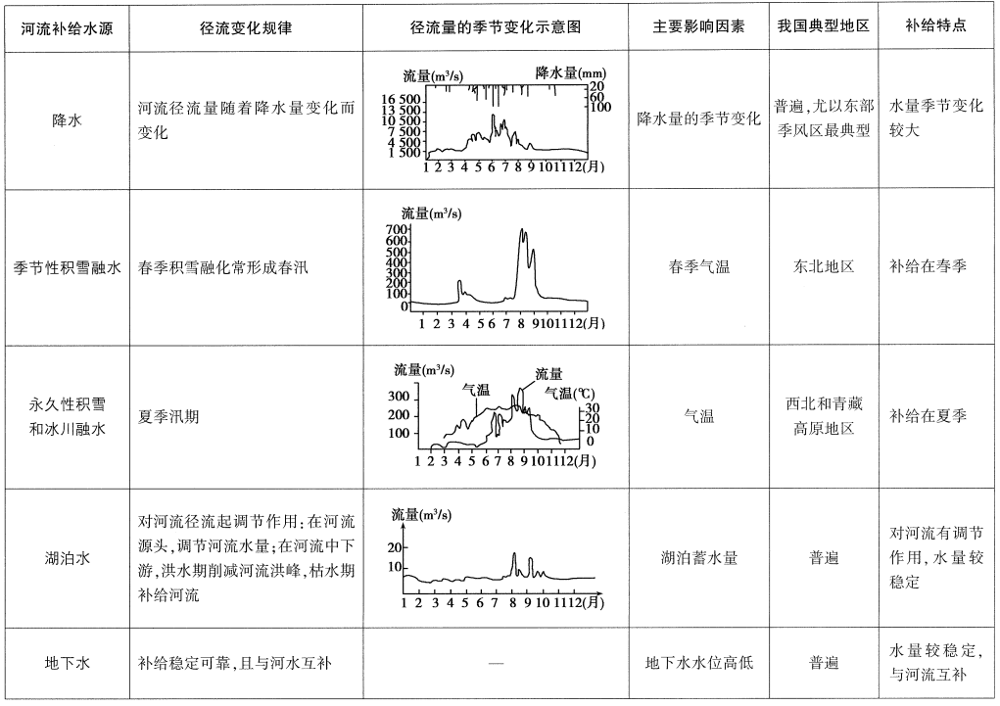 河流补给水源 径流变化规律 径流量的季节变化示意图 主要影响因素 我国典型地区 补给特点
降水
河流径流量随着降水量变化而
变化
流量(m³/s) 降水量(mm)
16 500
13 500
10 500
7 500
4 500
1 500
20
60
100
1 2 3 4 5 6 7 8 9 10 11 12(月)
降水量的季节变化
普遍,尤以东部
季风区最典型
水量季节变化
较大
季节性积雪融水
春季积雪融化常形成春汛
流量(m³/s)
700
600
500
400
300
200
100
0
1 2 3 4 5 6 7 8 9 10 11 12(月)
春季气温
东北地区
补给在春季
永久性积雪
和冰川融水
夏季汛期
流量(m³/s) 流量
气温 气温(℃)
300
200
100
30
20
10
0
1 2 3 4 5 6 7 8 9 10 11 12(月)
气温
西北和青藏
高原地区
补给在夏季
湖泊水
对河流径流起调节作用;在河流
源头,调节河流水量;在河流中下
游,洪水期削减河流洪峰,枯水期
补给河流
流量(m³/s)
20
10
1 2 3 4 5 6 7 8 9 10 11 12(月)
湖泊蓄水量
普遍
对河流有调节
作用,水量较
稳定
地下水
补给稳定可靠,且与河水互补
—
地下水水位高低
普遍
水量较稳定,
与河流互补